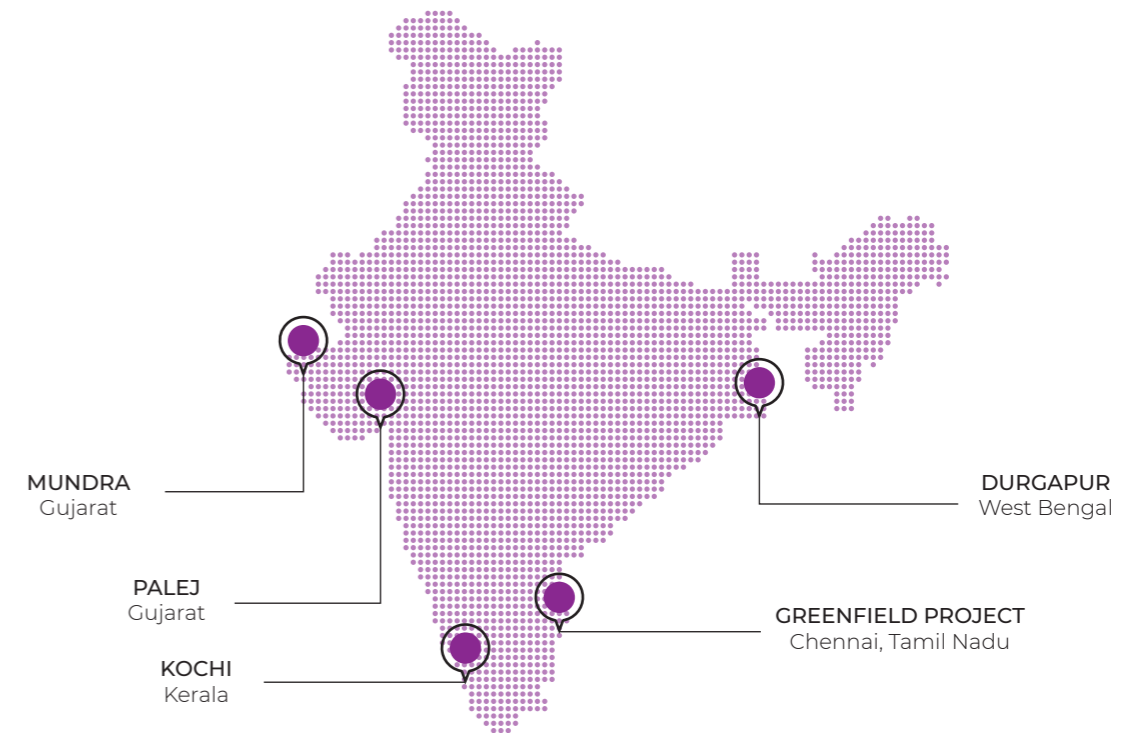 MUNDRA
Gujarat
PALEJ
Gujarat
KOCHI
Kerala
DURGAPUR
West Bengal
GREENFIELD PROJECT
Chennai, Tamil Nadu